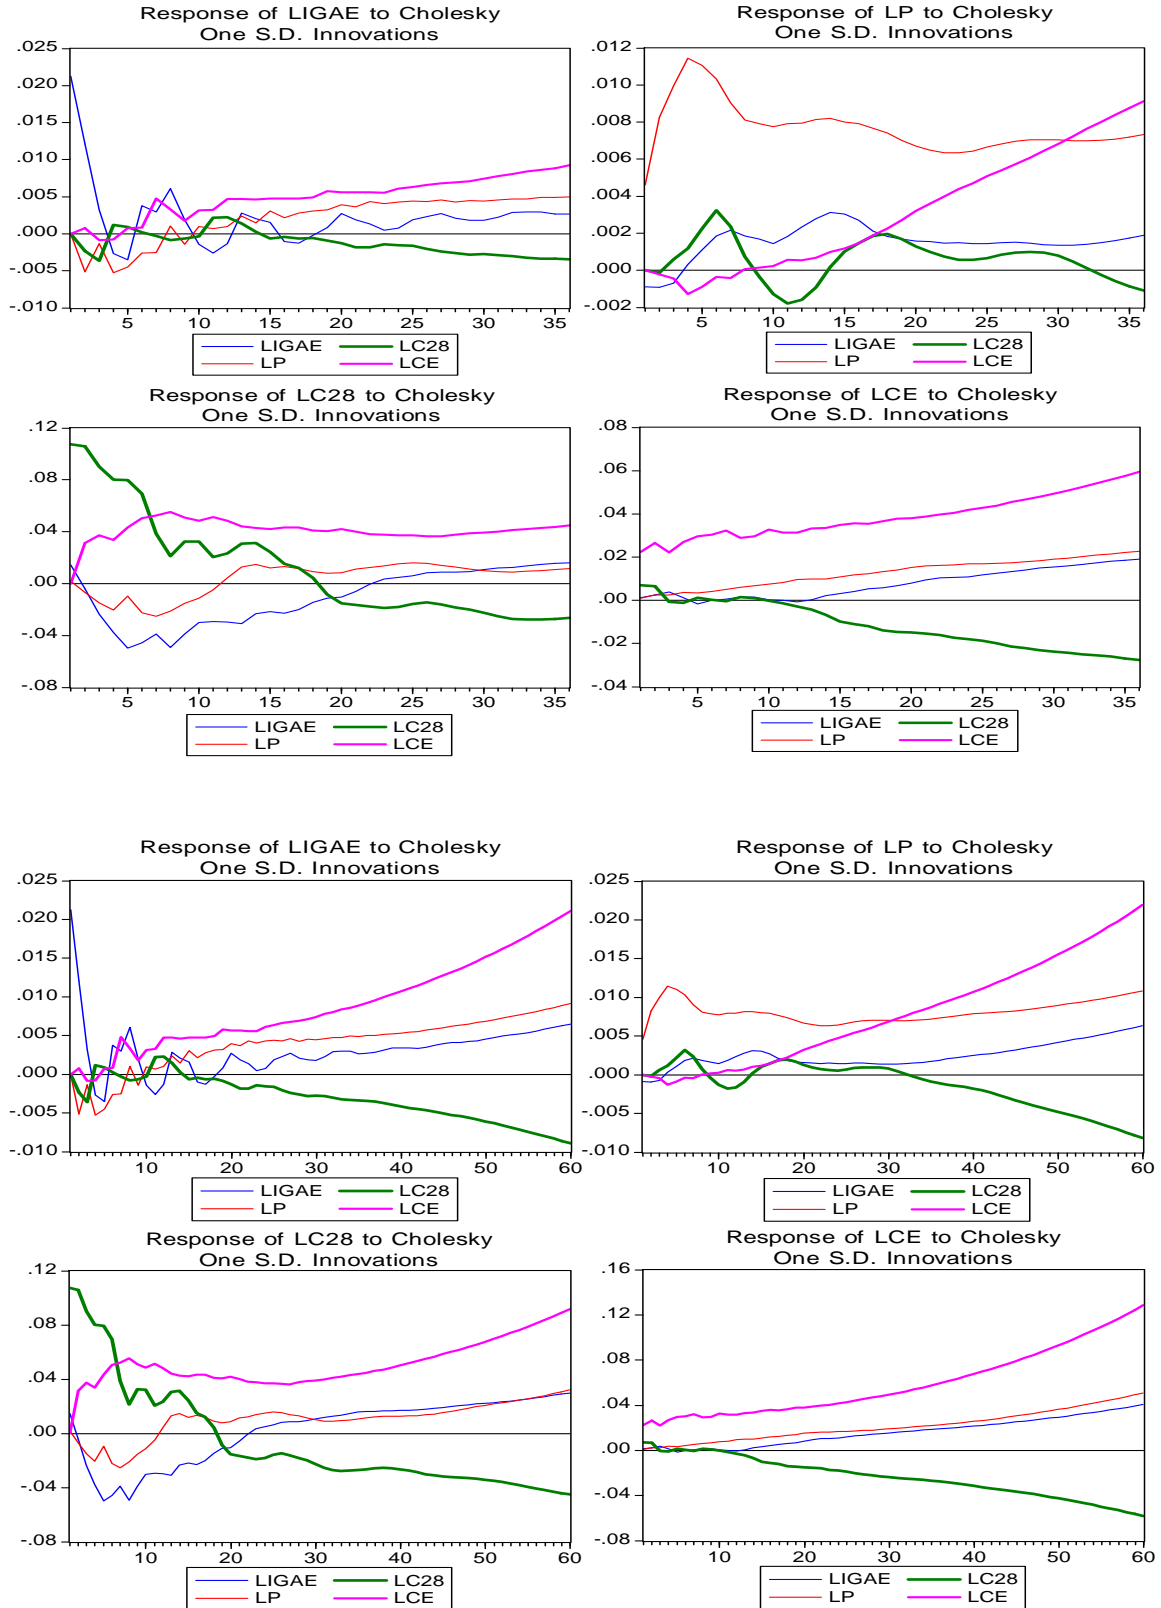 Response of LIGAE to Cholesky
One S.D. Innovations
.025
.020
.015
.010
.005
.000
-.005
-.010
5 10 15 20 25 30 35
LIGAE LC28
LP LCE
Response of LP to Cholesky
One S.D. Innovations
.012
.010
.008
.006
.004
.002
.000
-.002
5 10 15 20 25 30 35
LIGAE LC28
LP LCE
Response of LC28 to Cholesky
One S.D. Innovations
.12
.08
.04
.00
-.04
-.08
5 10 15 20 25 30 35
LIGAE LC28
LP LCE
Response of LCE to Cholesky
One S.D. Innovations
.08
.06
.04
.02
.00
-.02
-.04
5 10 15 20 25 30 35
LIGAE LC28
LP LCE
Response of LIGAE to Cholesky
One S.D. Innovations
.025
.020
.015
.010
.005
.000
-.005
-.010
10 20 30 40 50 60
LIGAE LC28
LP LCE
Response of LP to Cholesky
One S.D. Innovations
.025
.020
.015
.010
.005
.000
-.005
-.010
10 20 30 40 50 60
LIGAE LC28
LP LCE
Response of LC28 to Cholesky
One S.D. Innovations
.12
.08
.04
.00
-.04
-.08
10 20 30 40 50 60
LIGAE LC28
LP LCE
Response of LCE to Cholesky
One S.D. Innovations
.16
.12
.08
.04
.00
-.04
-.08
10 20 30 40 50 60
LIGAE LC28
LP LCE